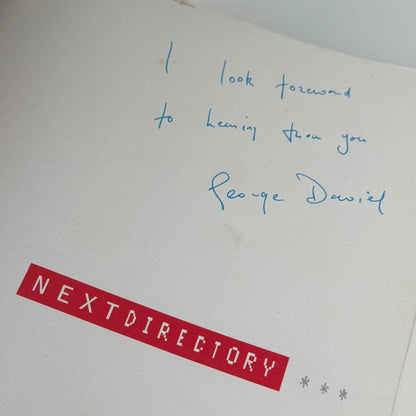 I look forward
to hearing from you
George Davies
NEXTDIRECTORY ***